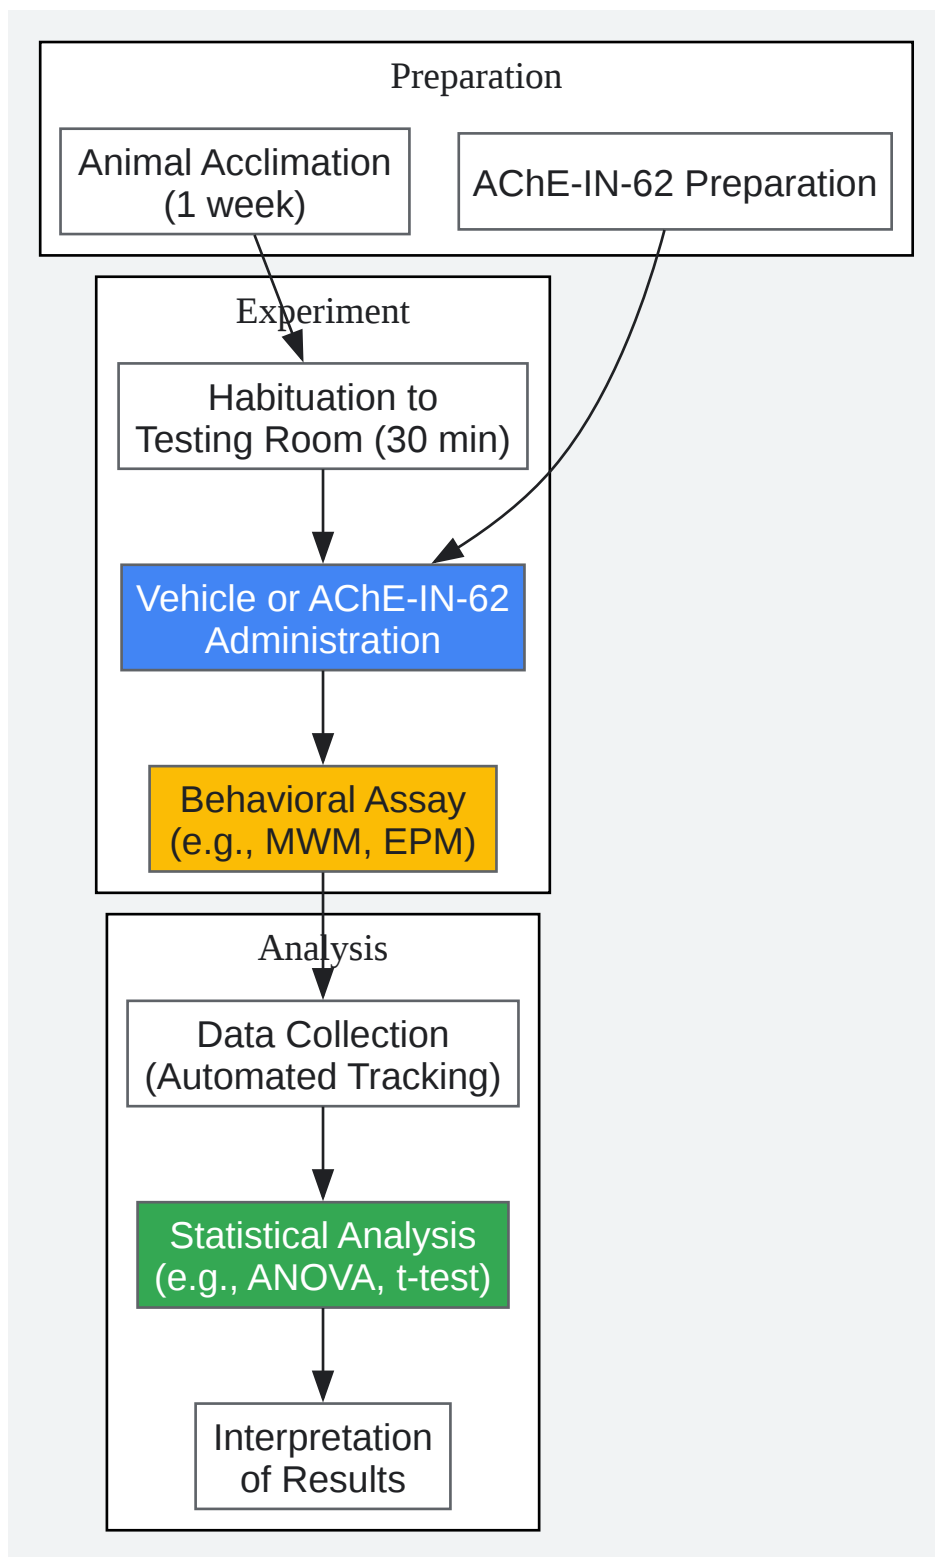 Preparation
Animal Acclimation
(1 week)
AChE-IN-62 Preparation
Experiment
Habituation to
Testing Room (30 min)
Vehicle or AChE-IN-62
Administration
Behavioral Assay
(e.g., MWM, EPM)
Analysis
Data Collection
(Automated Tracking)
Statistical Analysis
(e.g., ANOVA, t-test)
Interpretation
of Results